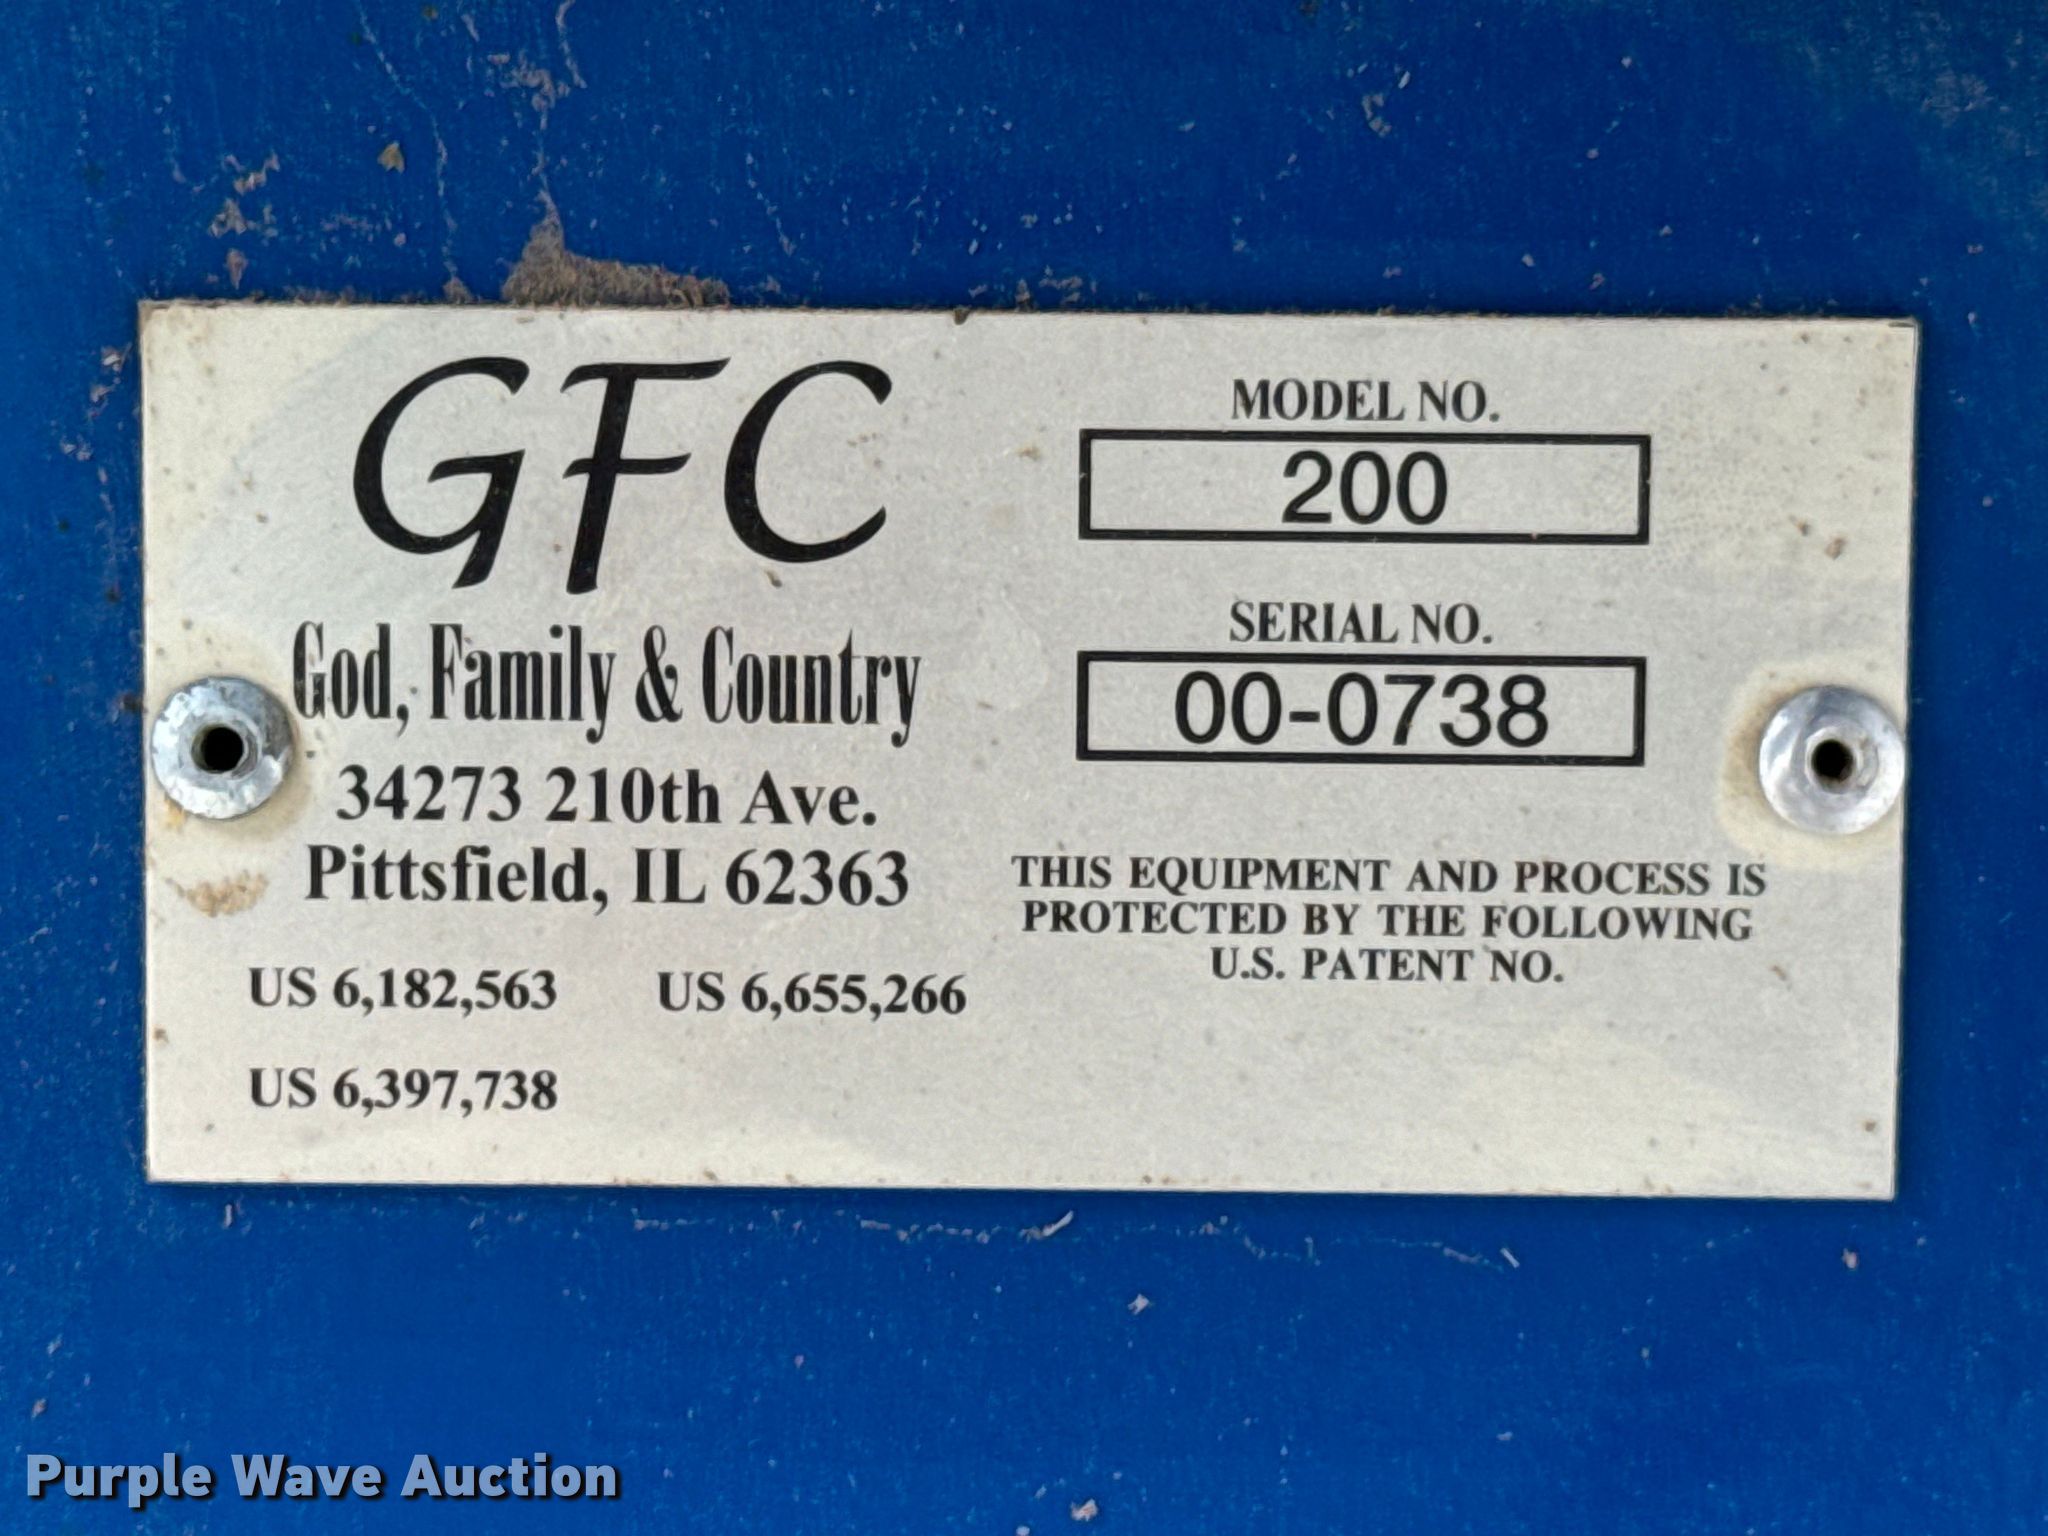 GFC
God, Family & Country
34273 210th Ave.
Pittsfield, IL 62363
US 6,182,563 US 6,655,266
US 6,397,738
MODEL NO.
200
SERIAL NO.
00-0738
THIS EQUIPMENT AND PROCESS IS
PROTECTED BY THE FOLLOWING
U.S. PATENT NO.
Purple Wave Auction